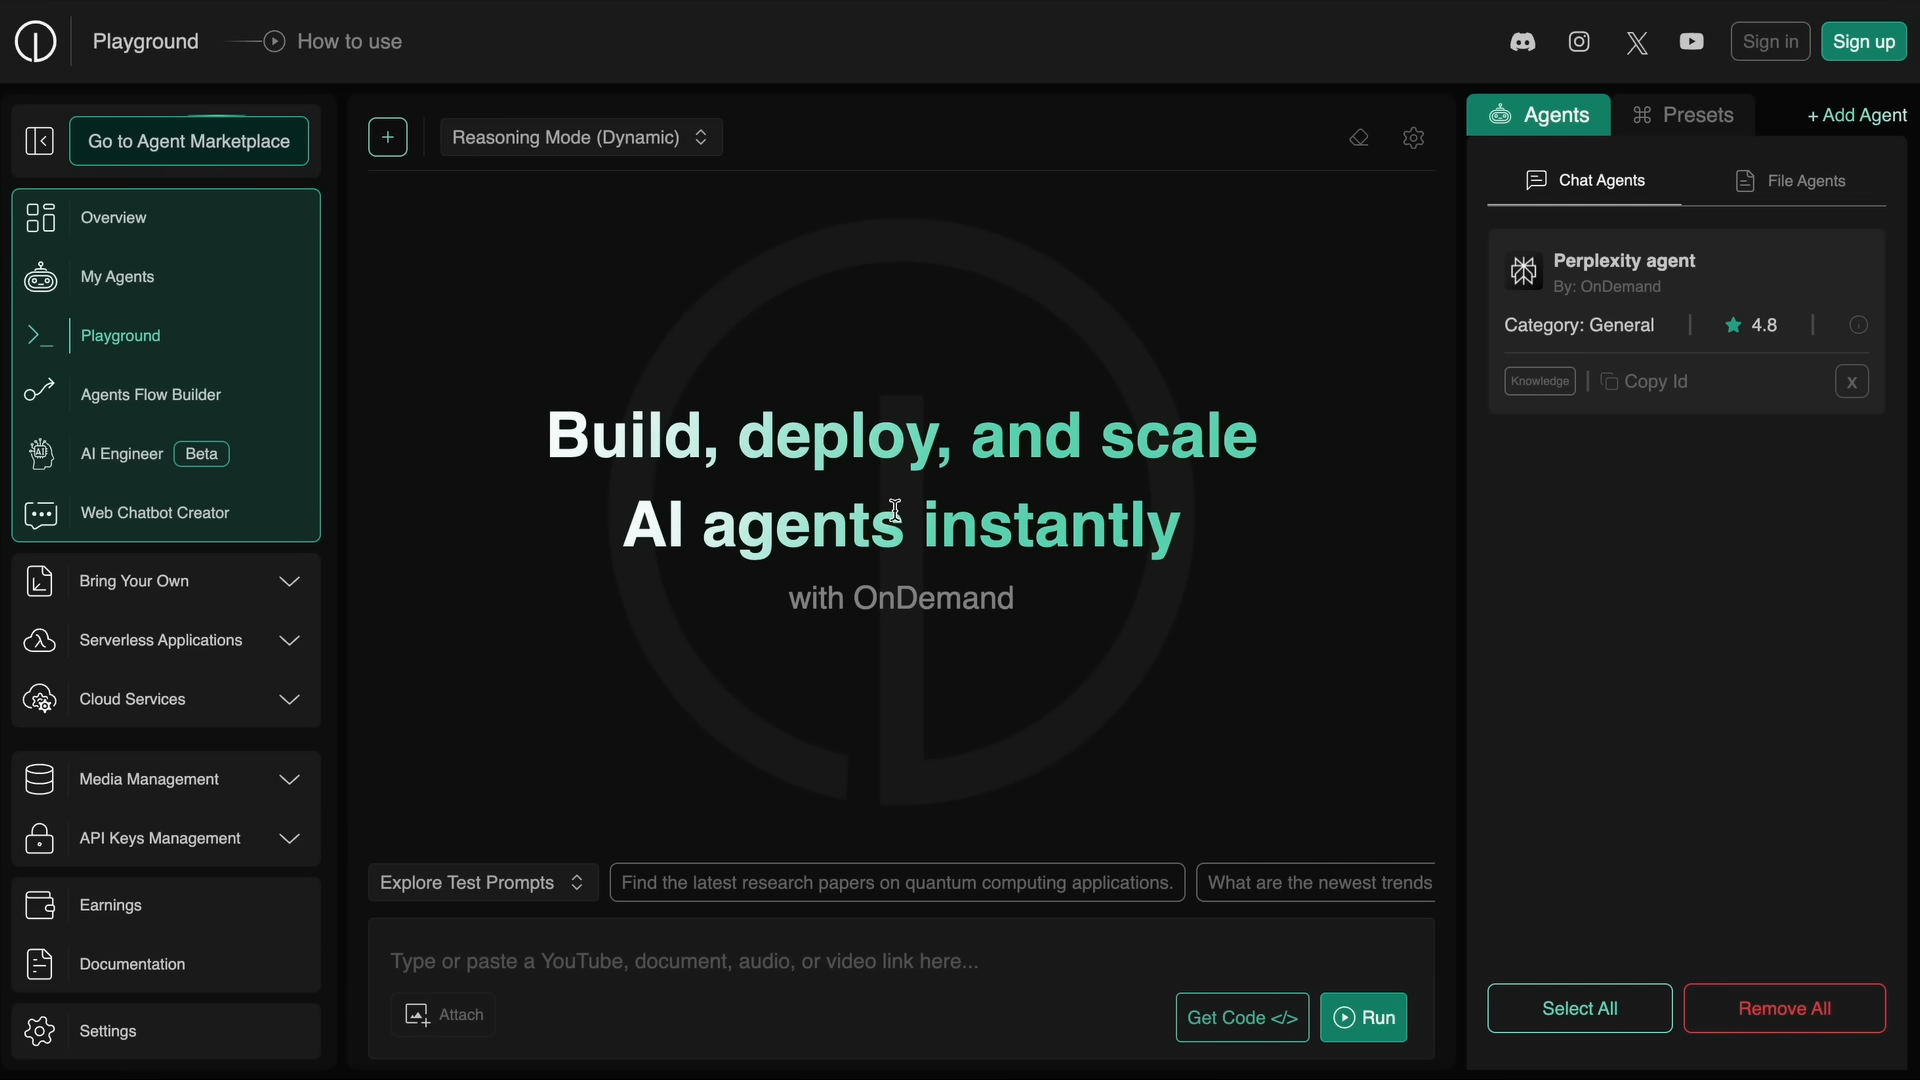 Playground
How to use
Sign in
Sign up
Go to Agent Marketplace
Overview
My Agents
Playground
Agents Flow Builder
AI Engineer Beta
Web Chatbot Creator
Bring Your Own
Serverless Applications
Cloud Services
Media Management
API Keys Management
Earnings
Documentation
Settings
Reasoning Mode (Dynamic)
Build, deploy, and scale
AI agents instantly
with OnDemand
Explore Test Prompts
Find the latest research papers on quantum computing applications.
What are the newest trends
Type or paste a YouTube, document, audio, or video link here...
Attach
Get Code </>
Run
Agents
Presets
+ Add Agent
Chat Agents
File Agents
Perplexity agent
By: OnDemand
Category: General
4.8
Knowledge
Copy Id
X
Select All
Remove All